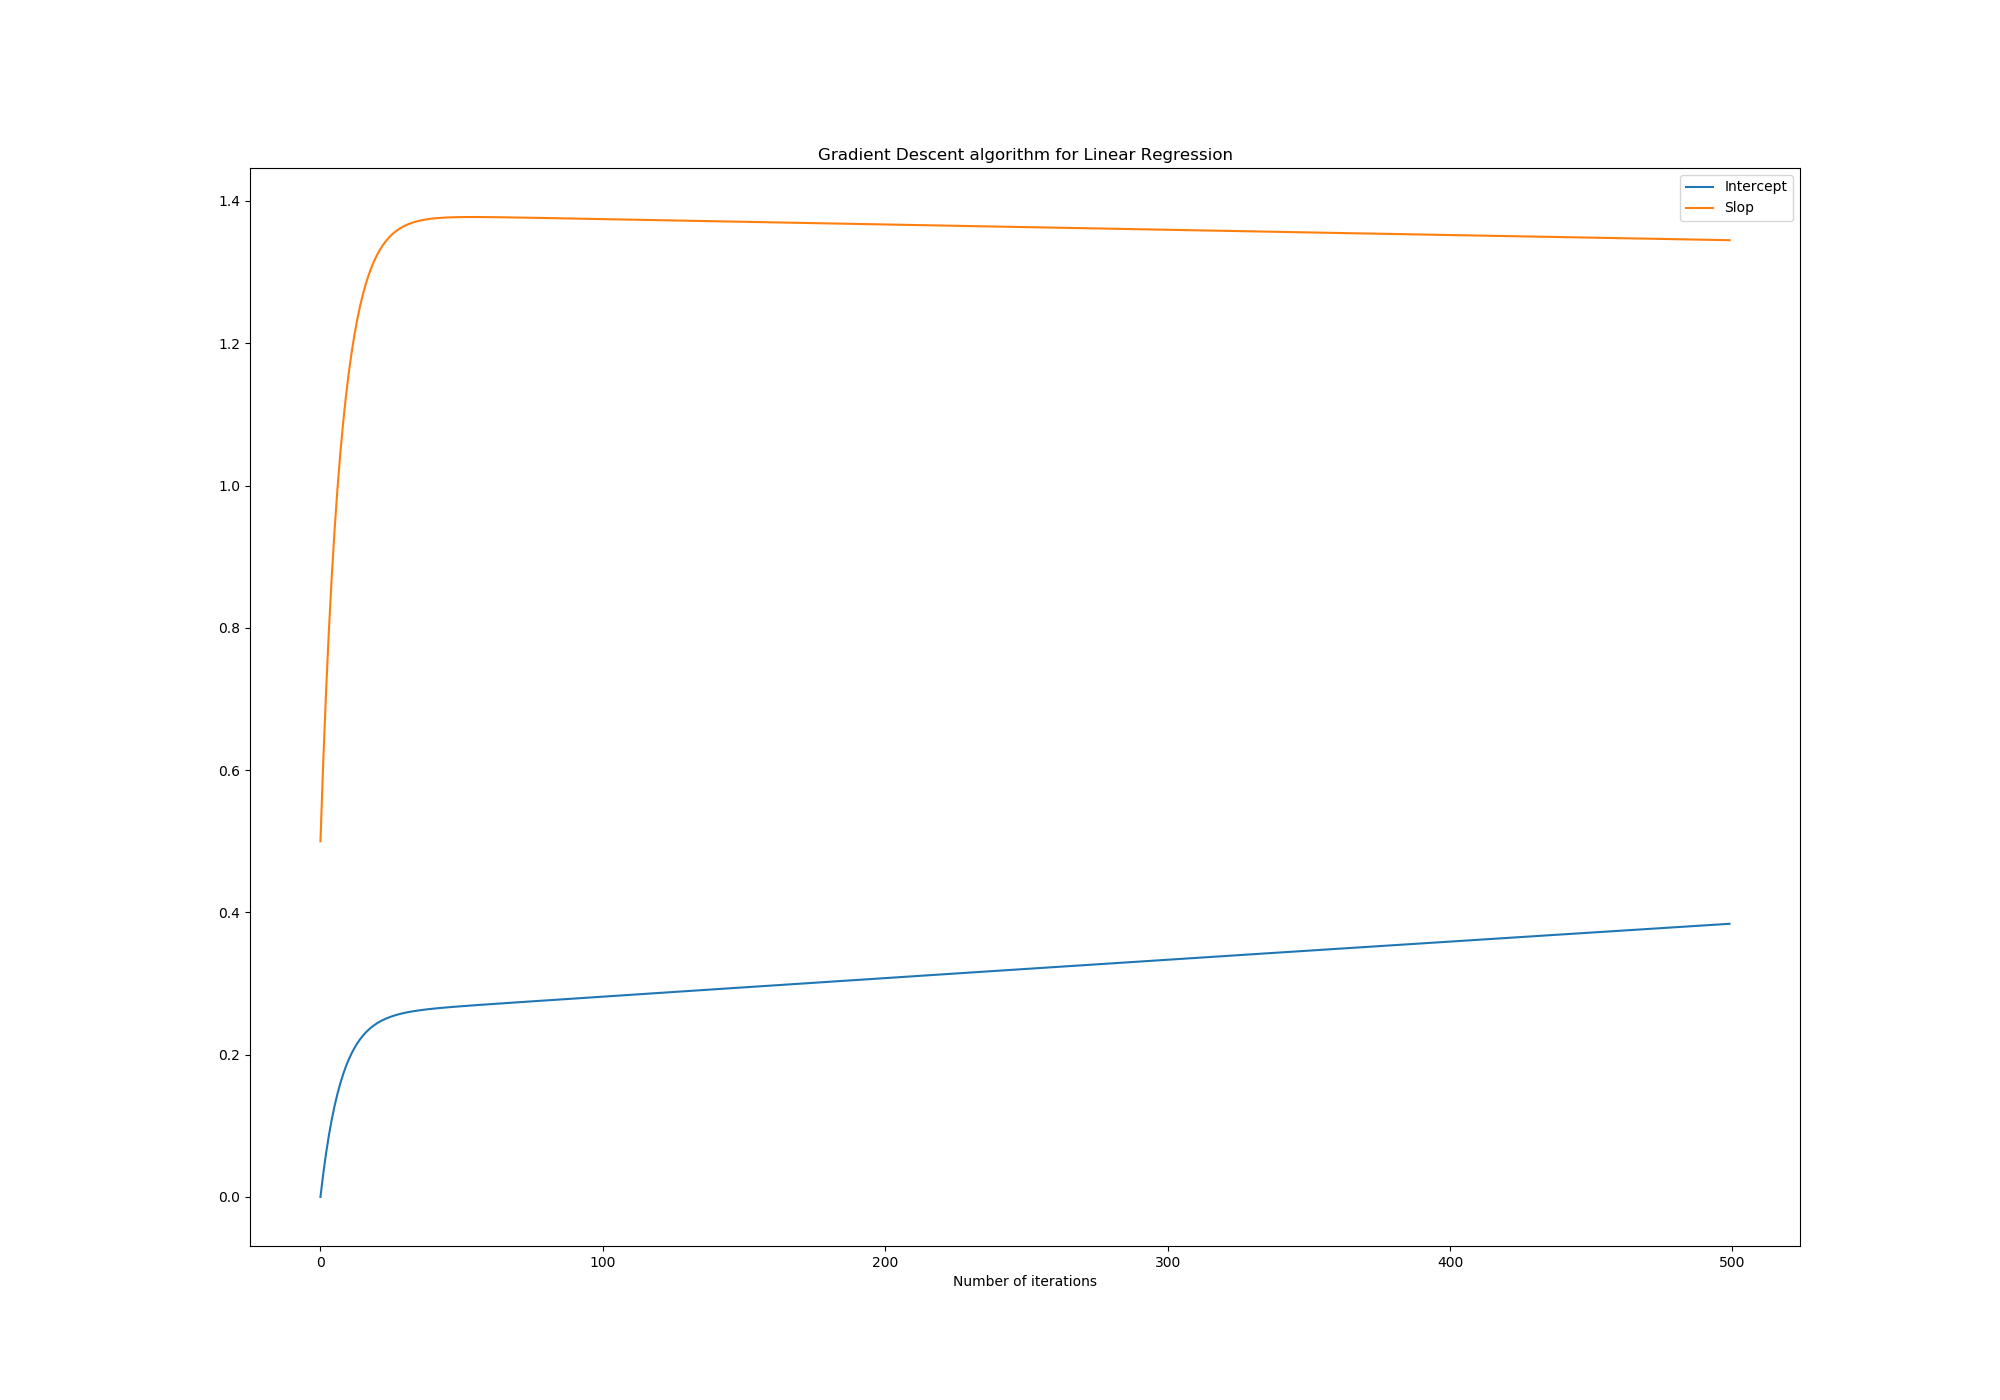 Gradient Descent algorithm for Linear Regression
Intercept
Slop
1.4
1.2
1.0
0.8
0.6
0.4
0.2
0.0
0 100 200 300 400 500
Number of iterations